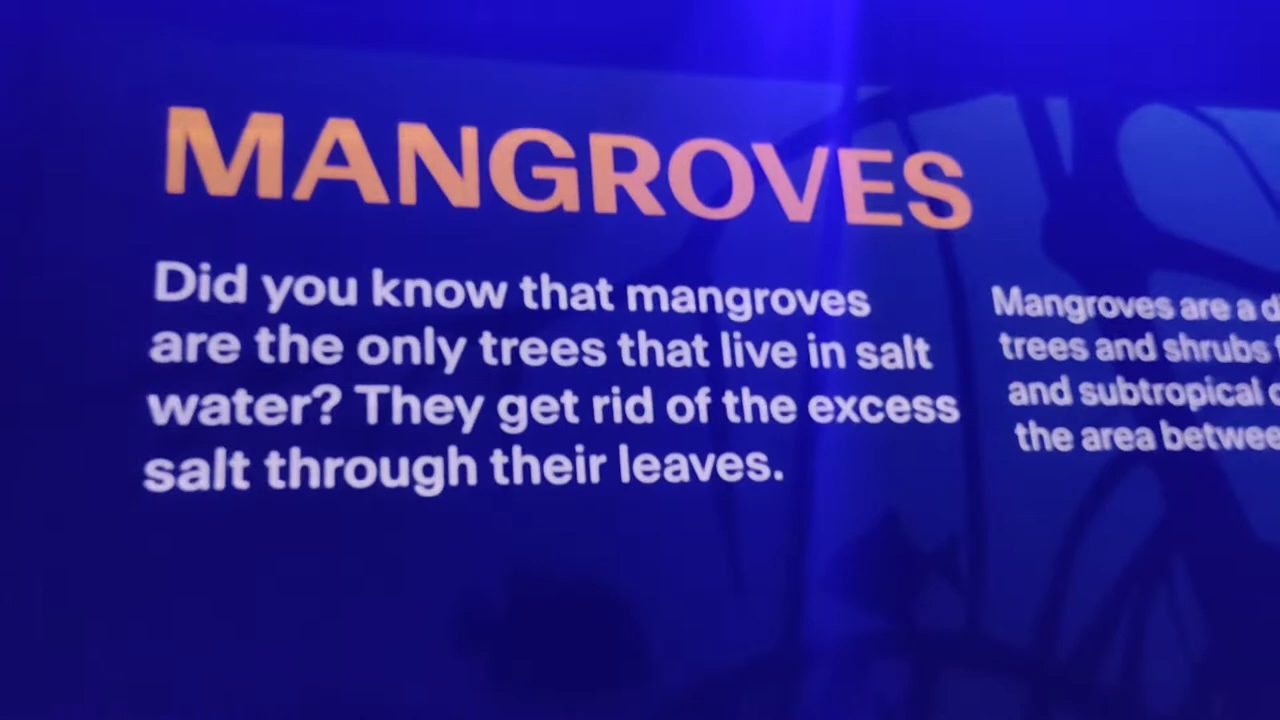 MANGROVES
Did you know that mangroves
are the only trees that live in salt
water? They get rid of the excess
salt through their leaves.
Mangroves are a
trees and shrubs
and subtropical
the area